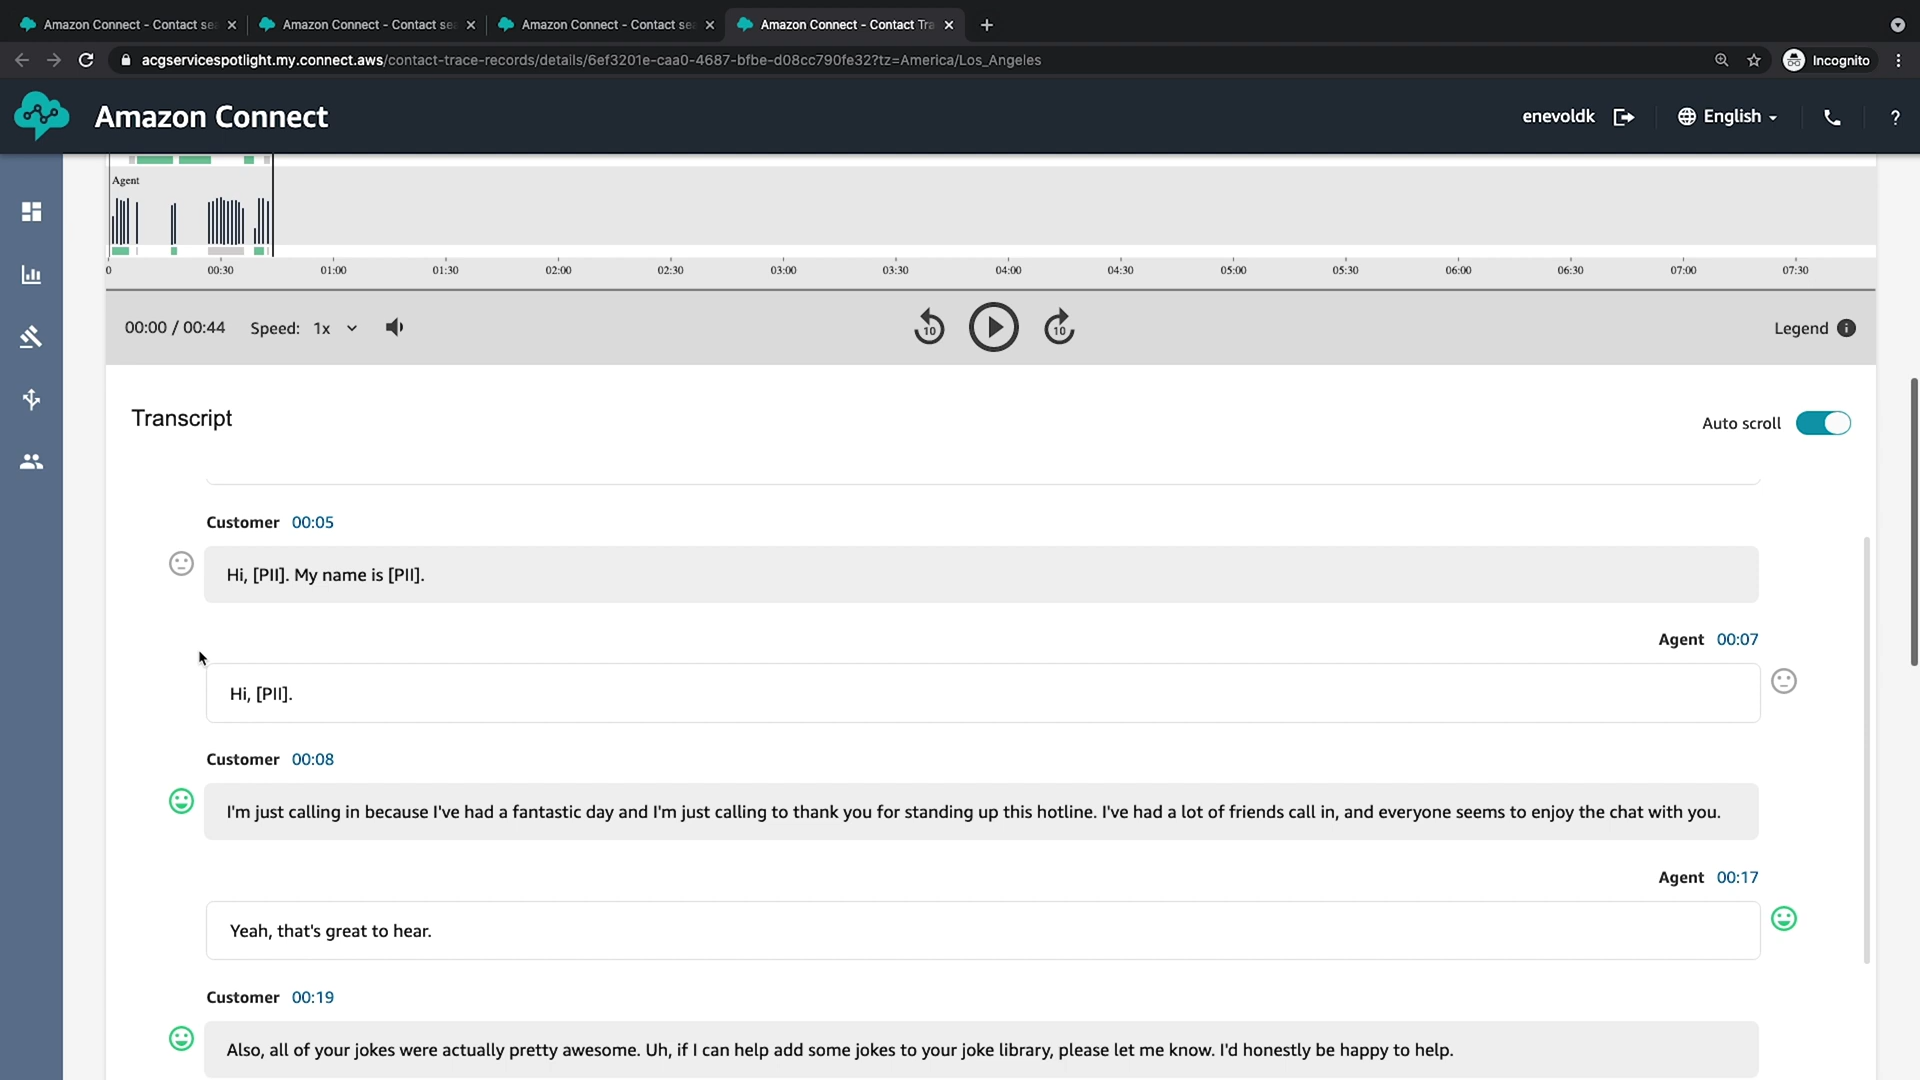 Amazon Connect - Contact se
Amazon Connect - Contact se
Amazon Connect - Contact se
Amazon Connect - Contact Tra
acgservicespotlight.my.connect.aws/contact-trace-records/details/6ef3201e-caa0-4687-bfbe-d08cc790fe32?tz=America/Los_Angeles
Incognito
Amazon Connect
enevoldk
English
?
Agent
0 00:30 01:00 01:30 02:00 02:30 03:00 03:30 04:00 04:30 05:00 05:30 06:00 06:30 07:00 07:30
00:00 / 00:44 Speed: 1x 10 10 Legend i
Transcript
Auto scroll
Customer 00:05
Hi, [PII]. My name is [PII].
Agent 00:07
Hi, [PII].
Customer 00:08
I'm just calling in because I've had a fantastic day and I'm just calling to thank you for standing up this hotline. I've had a lot of friends call in, and everyone seems to enjoy the chat with you.
Agent 00:17
Yeah, that's great to hear.
Customer 00:19
Also, all of your jokes were actually pretty awesome. Uh, if I can help add some jokes to your joke library, please let me know. I'd honestly be happy to help.